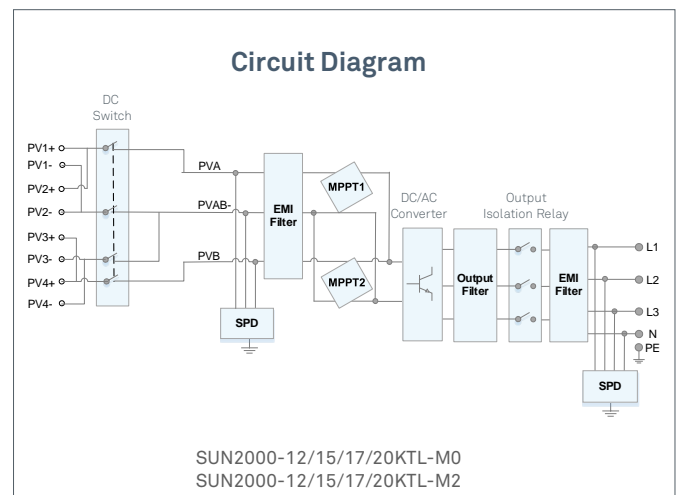 Circuit Diagram
DC
Switch
PV1+
PV1-
PV2+
PV2-
PV3+
PV3-
PV4+
PV4-
PVA
PVAB-
PVB
EMI
Filter
SPD
MPPT1
MPPT2
DC/AC
Converter
Output
Filter
Output
Isolation Relay
EMI
Filter
L1
L2
L3
N
PE
SPD
SUN2000-12/15/17/20KTL-M0
SUN2000-12/15/17/20KTL-M2